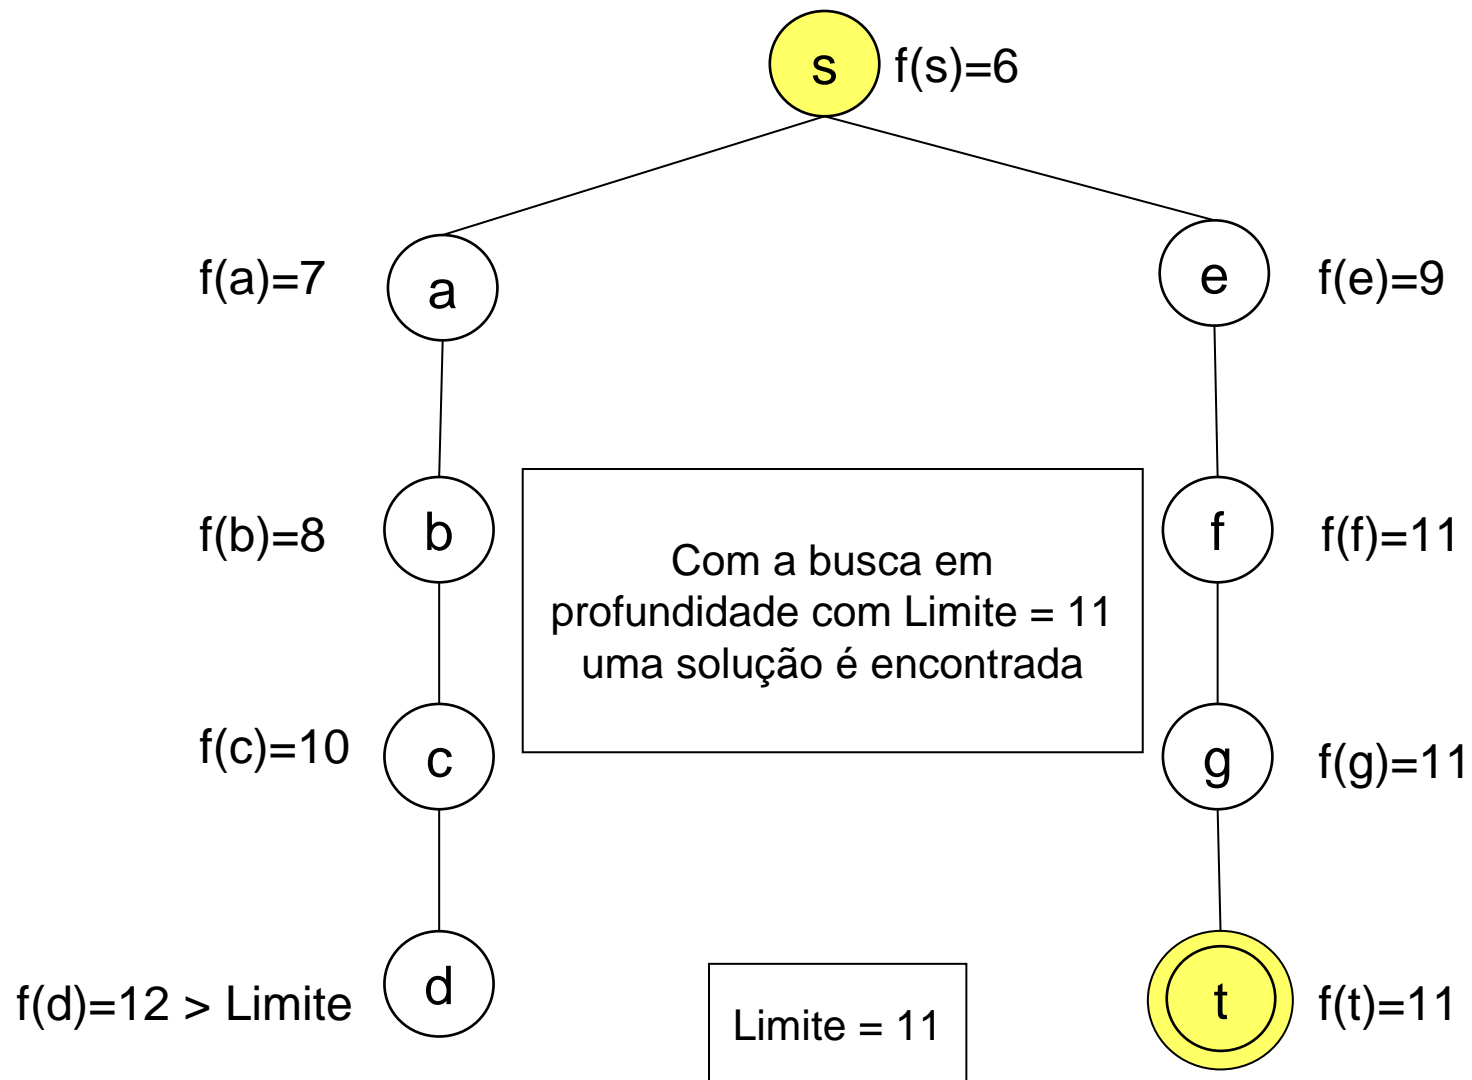 s f(s)=6
f(a)=7 a e f(e)=9
f(b)=8 b f f(f)=11
Com a busca em
profundidade com Limite = 11
uma solução é encontrada
f(c)=10 c g f(g)=11
f(d)=12 > Limite d t f(t)=11
Limite = 11